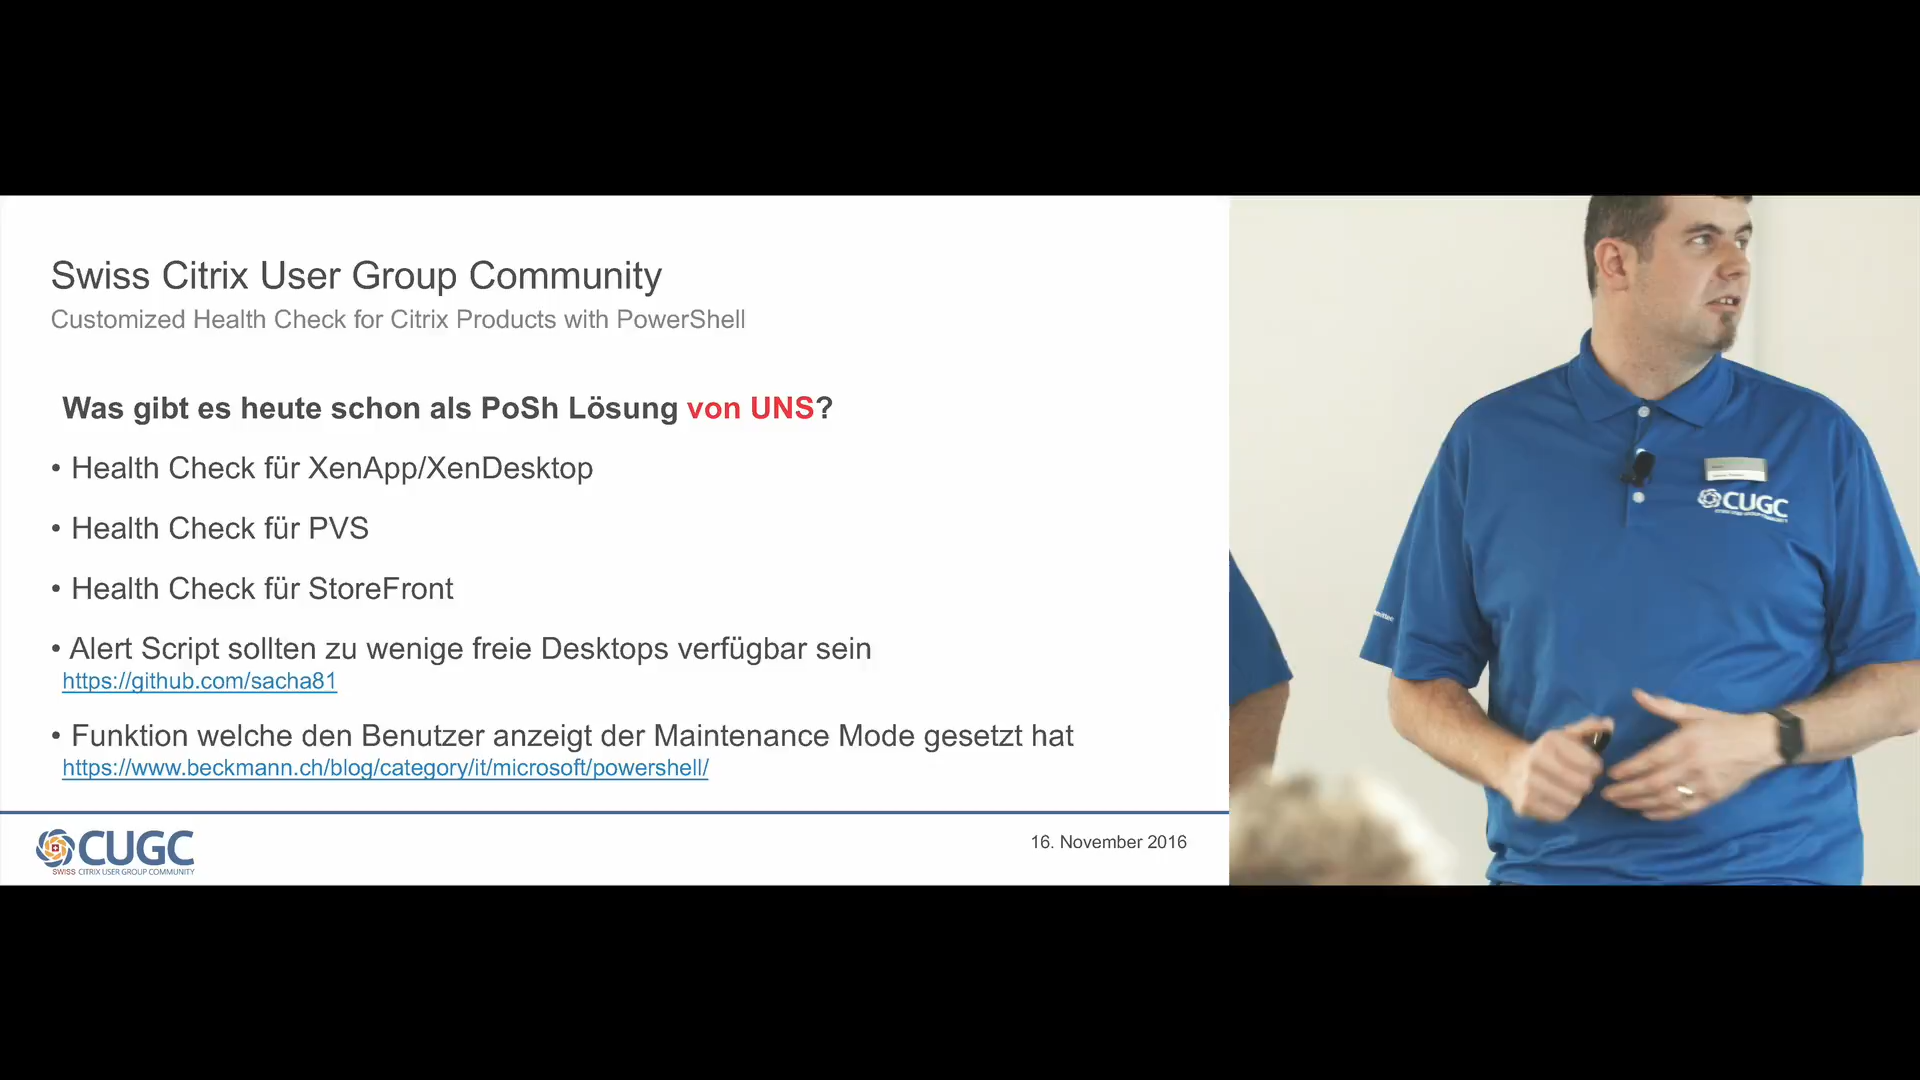 Swiss Citrix User Group Community
Customized Health Check for Citrix Products with PowerShell
Was gibt es heute schon als PoSh Lösung von UNS?
• Health Check für XenApp/XenDesktop
• Health Check für PVS
• Health Check für StoreFront
• Alert Script sollten zu wenige freie Desktops verfügbar sein
https://github.com/sacha81
• Funktion welche den Benutzer anzeigt der Maintenance Mode gesetzt hat
https://www.beckmann.ch/blog/category/it/microsoft/powershell/
CUGC
SWISS CITRIX USER GROUP COMMUNITY
16. November 2016
CUGC
CITRIX USER GROUP COMMUNITY